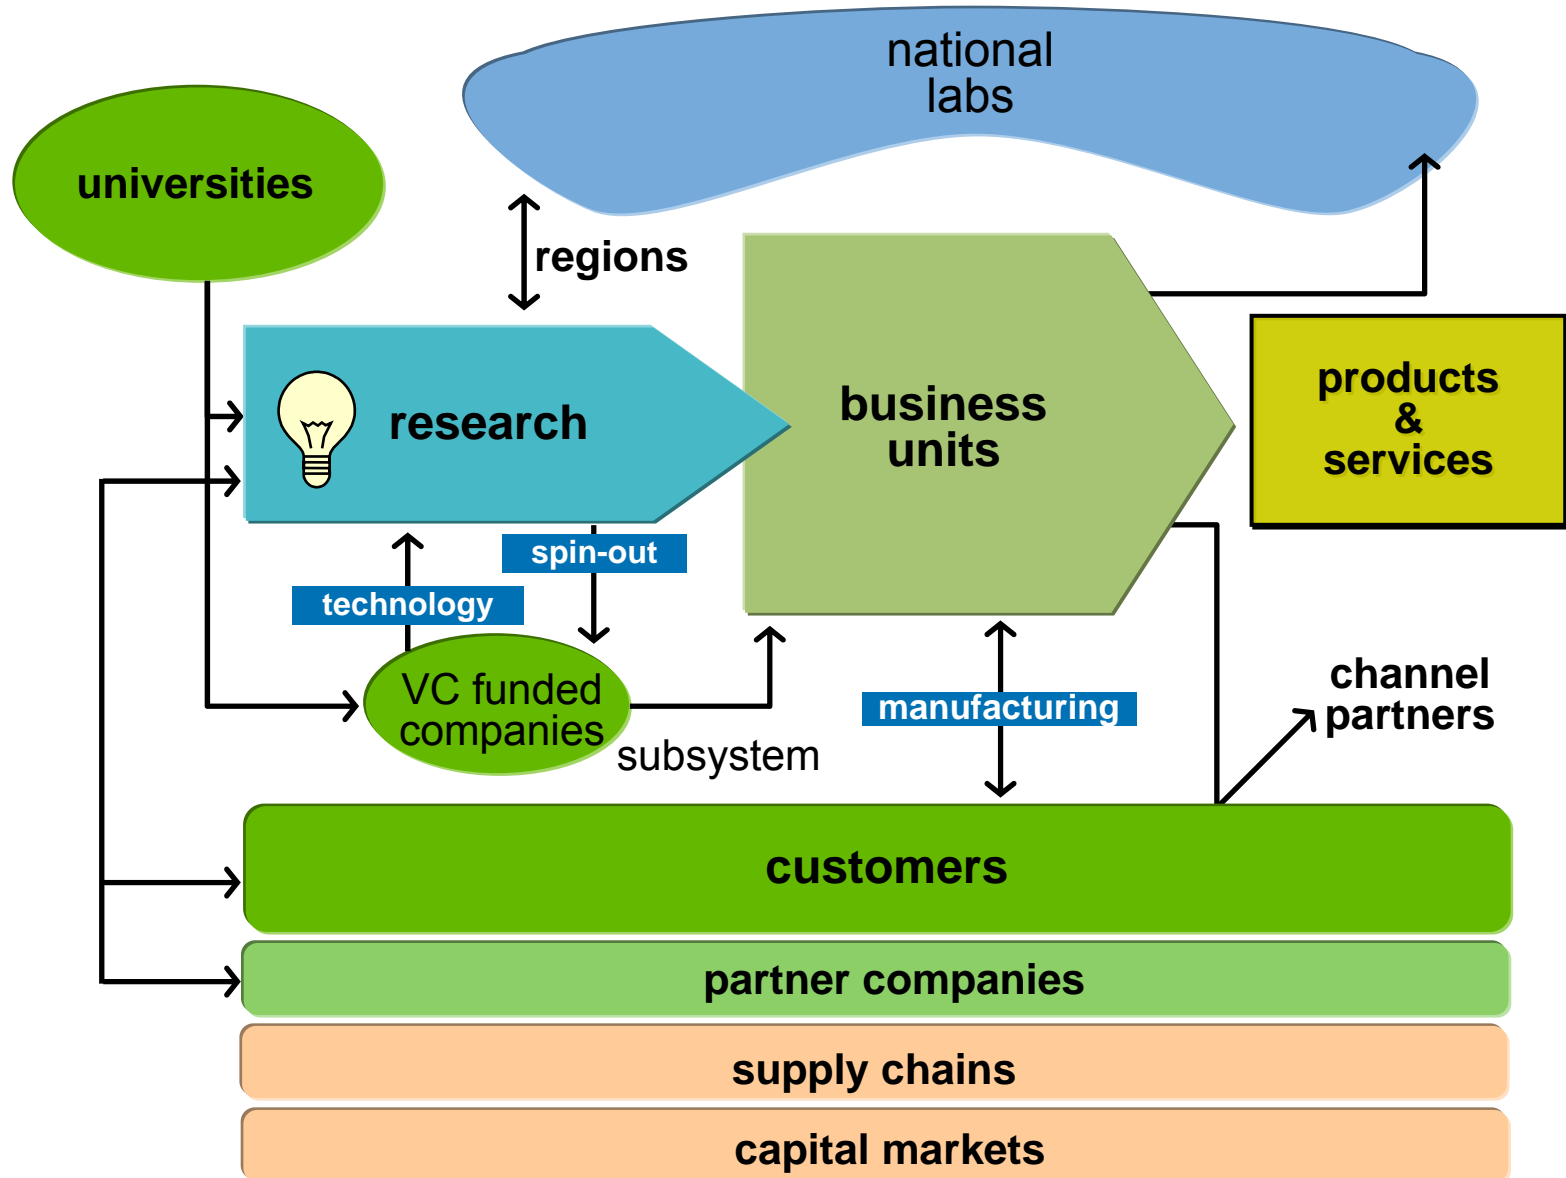 national
labs
universities
regions
research
business
units
products
&
services
spin-out
technology
VC funded
companies
subsystem
manufacturing
channel
partners
customers
partner companies
supply chains
capital markets